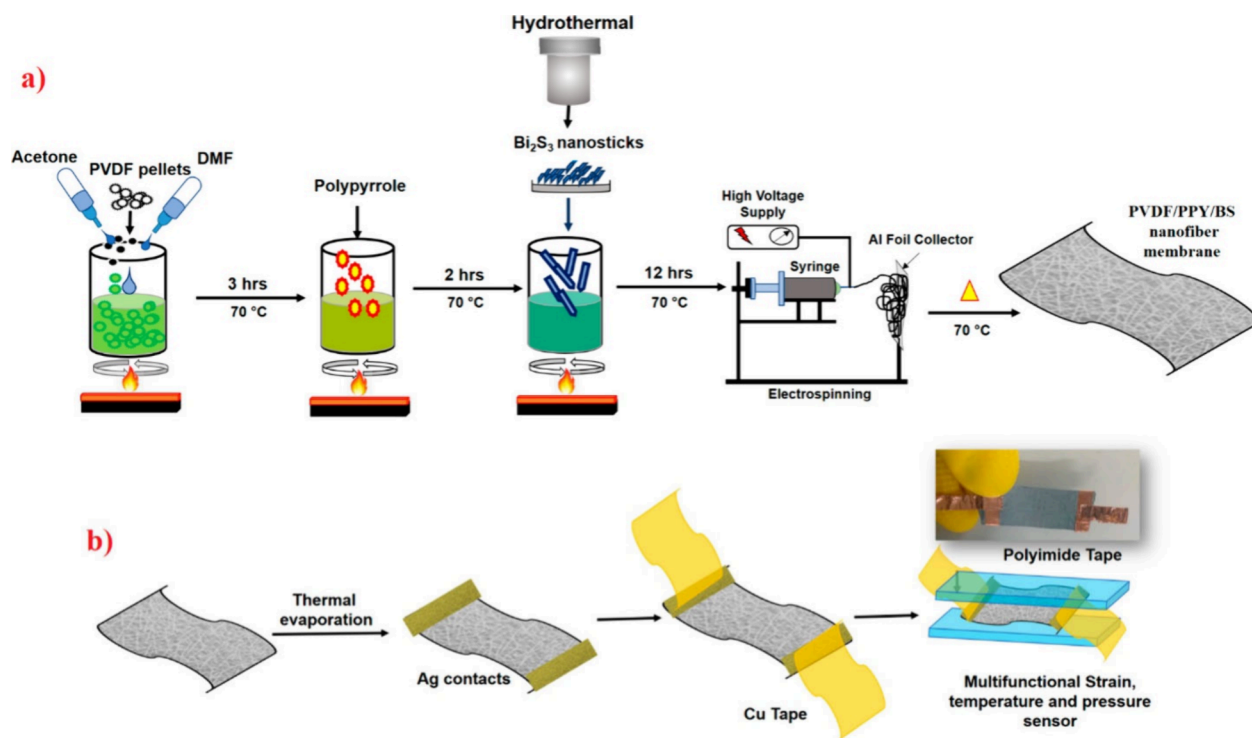 a)
Hydrothermal
Bi₂S₃ nanosticks
Acetone
PVDF pellets
DMF
Polypyrrole
3 hrs
70 °C
2 hrs
70 °C
12 hrs
70 °C
High Voltage
Supply
Syringe
Al Foil Collector
Electrospinning
70 °C
PVDF/PPY/BS
nanofiber
membrane
b)
Thermal
evaporation
Ag contacts
Cu Tape
Polyimide Tape
Multifunctional Strain,
temperature and pressure
sensor